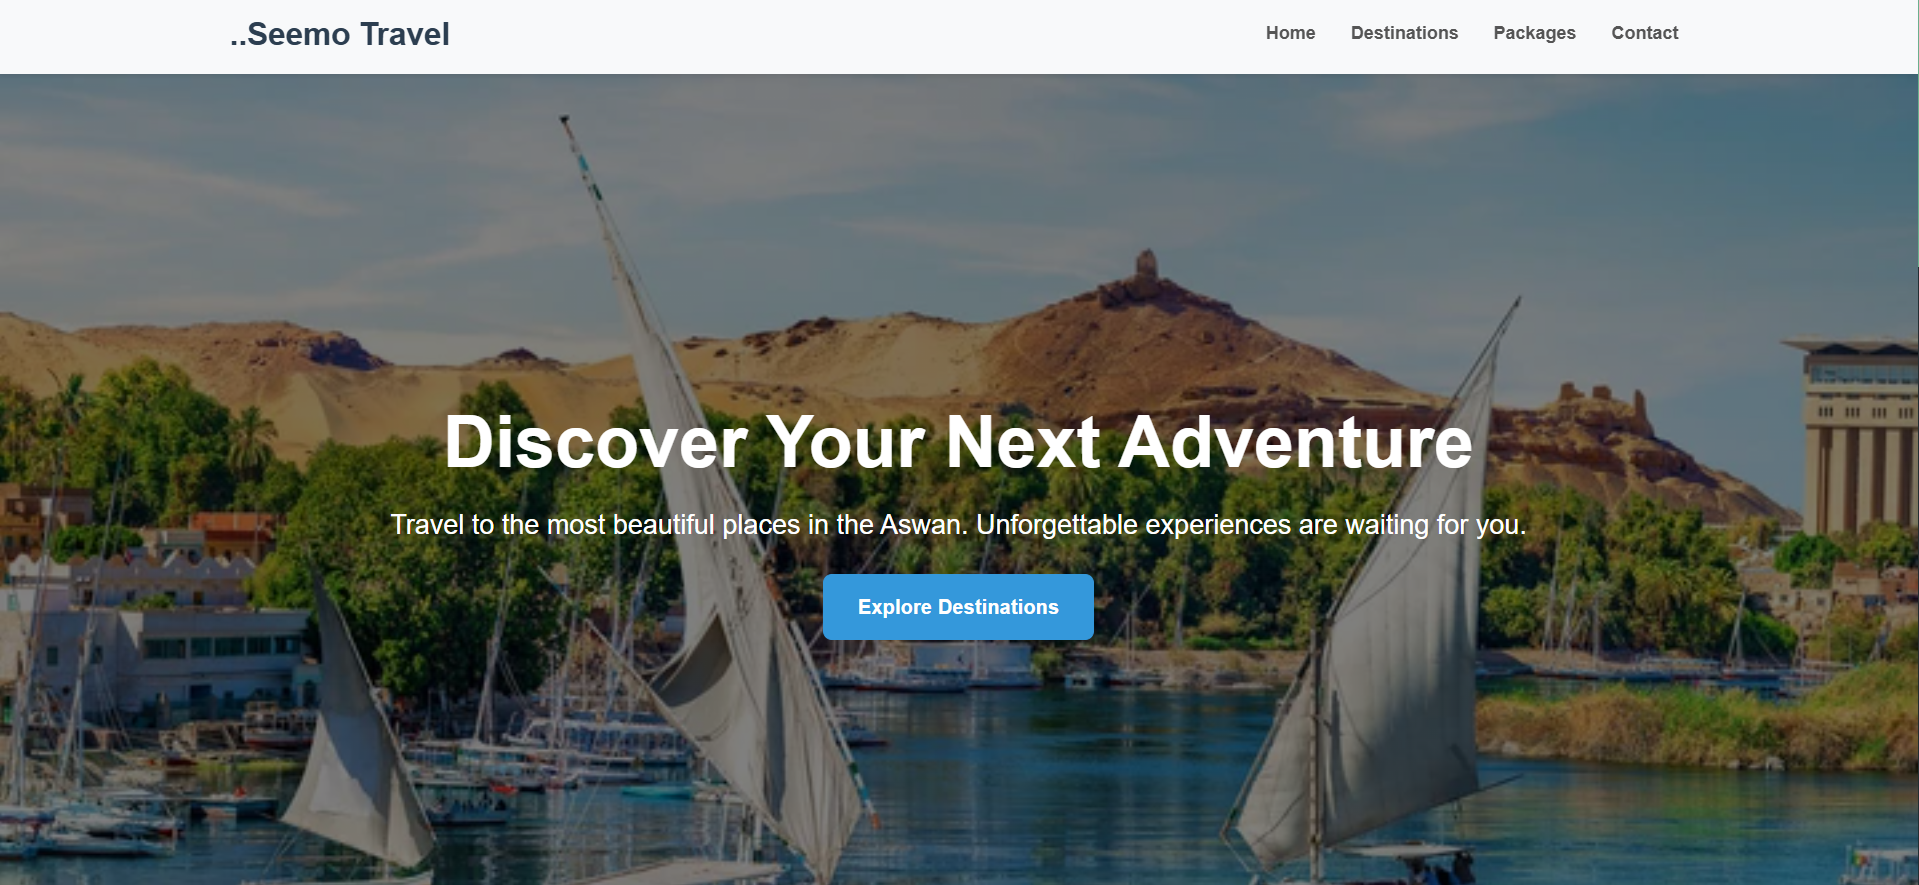 ..Seemo Travel
Home Destinations Packages Contact
Discover Your Next Adventure
Travel to the most beautiful places in the Aswan. Unforgettable experiences are waiting for you.
Explore Destinations